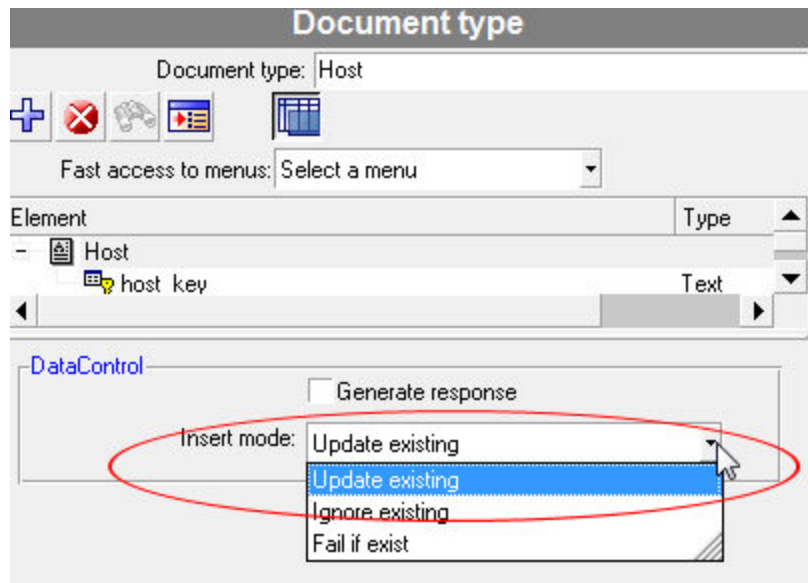 Document type
Document type: Host
Fast access to menus: Select a menu
Element Type
Host
host_key Text
DataControl
Generate response
Insert mode: Update existing
Update existing
Ignore existing
Fail if exist